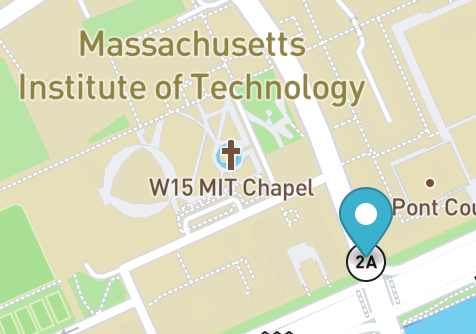 Massachusetts
Institute of Technology
W15 MIT Chapel
Pont Cou
2A